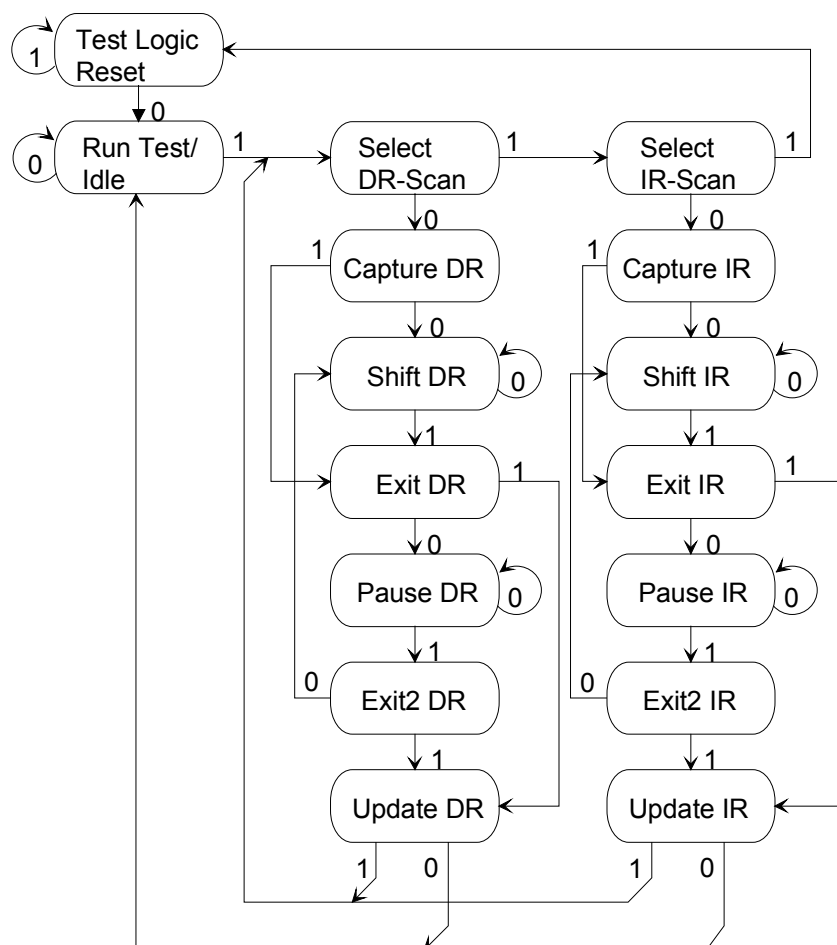 Test Logic
Reset
1
0
Run Test/
Idle
0
1
Select
DR-Scan
1
Select
IR-Scan
1
0
0
1
Capture DR
1
Capture IR
0
0
Shift DR
0
Shift IR
0
1
1
Exit DR
1
Exit IR
1
0
0
Pause DR
0
Pause IR
0
1
1
0
Exit2 DR
0
Exit2 IR
1
1
Update DR
Update IR
1
0
1
0